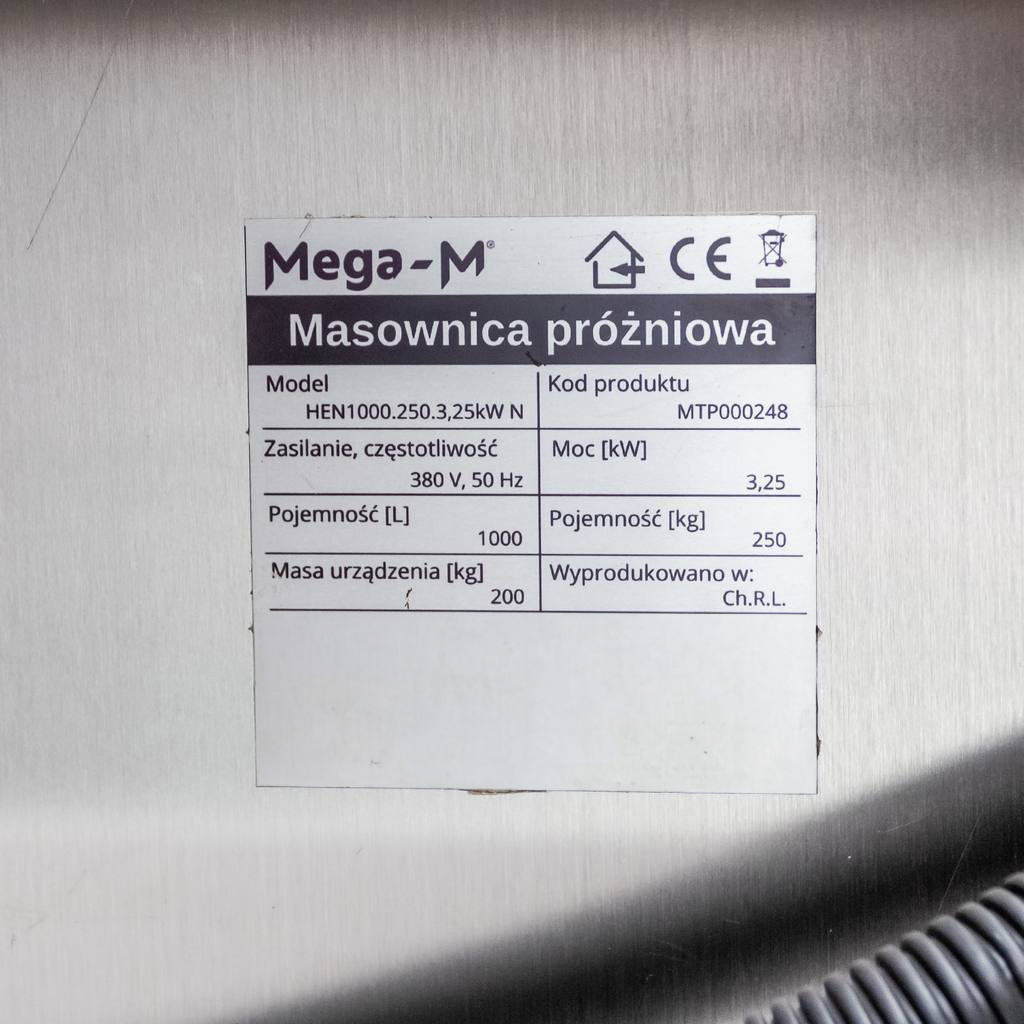 Mega-M®
CE
Masownica próżniowa
Model
HEN1000.250.3,25kW N
Kod produktu
MTP000248
Zasilanie, częstotliwość
380 V, 50 Hz
Moc [kW]
3,25
Pojemność [L]
1000
Pojemność [kg]
250
Masa urządzenia [kg]
200
Wyprodukowano w:
Ch.R.L.